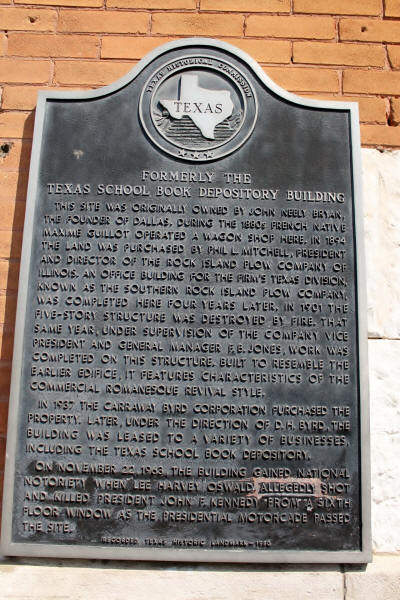 TEXAS HISTORICAL COMMISSION
TEXAS
FORMERLY THE
TEXAS SCHOOL BOOK DEPOSITORY BUILDING
THIS SITE WAS ORIGINALLY OWNED BY JOHN NEELY BRYAN,
THE FOUNDER OF DALLAS. DURING THE 1880s FRENCH NATIVE
MAXIME GUILLOT OPERATED A WAGON SHOP HERE. IN 1894
THE LAND WAS PURCHASED BY PHIL L. MITCHELL, PRESIDENT
AND DIRECTOR OF THE ROCK ISLAND PLOW COMPANY OF
ILLINOIS. AN OFFICE BUILDING FOR THE FIRM'S TEXAS DIVISION,
KNOWN AS THE SOUTHERN ROCK ISLAND PLOW COMPANY,
WAS COMPLETED HERE FOUR YEARS LATER. IN 1901 THE
FIVE-STORY STRUCTURE WAS DESTROYED BY FIRE. THAT
SAME YEAR, UNDER SUPERVISION OF THE COMPANY VICE
PRESIDENT AND GENERAL MANAGER F.E. JONES, WORK WAS
COMPLETED ON THIS STRUCTURE. BUILT TO RESEMBLE THE
EARLIER EDIFICE, IT FEATURES CHARACTERISTICS OF THE
COMMERCIAL ROMANESQUE REVIVAL STYLE.
IN 1937 THE CARRAWAY BYRD CORPORATION PURCHASED THE
PROPERTY. LATER, UNDER THE DIRECTION OF D.H. BYRD, THE
BUILDING WAS LEASED TO A VARIETY OF BUSINESSES,
INCLUDING THE TEXAS SCHOOL BOOK DEPOSITORY.
ON NOVEMBER 22, 1963, THE BUILDING GAINED NATIONAL
NOTORIETY WHEN LEE HARVEY OSWALD ALLEGEDLY SHOT
AND KILLED PRESIDENT JOHN F. KENNEDY FROM A SIXTH
FLOOR WINDOW AS THE PRESIDENTIAL MOTORCADE PASSED
THE SITE.
RECORDED TEXAS HISTORIC LANDMARK-1980